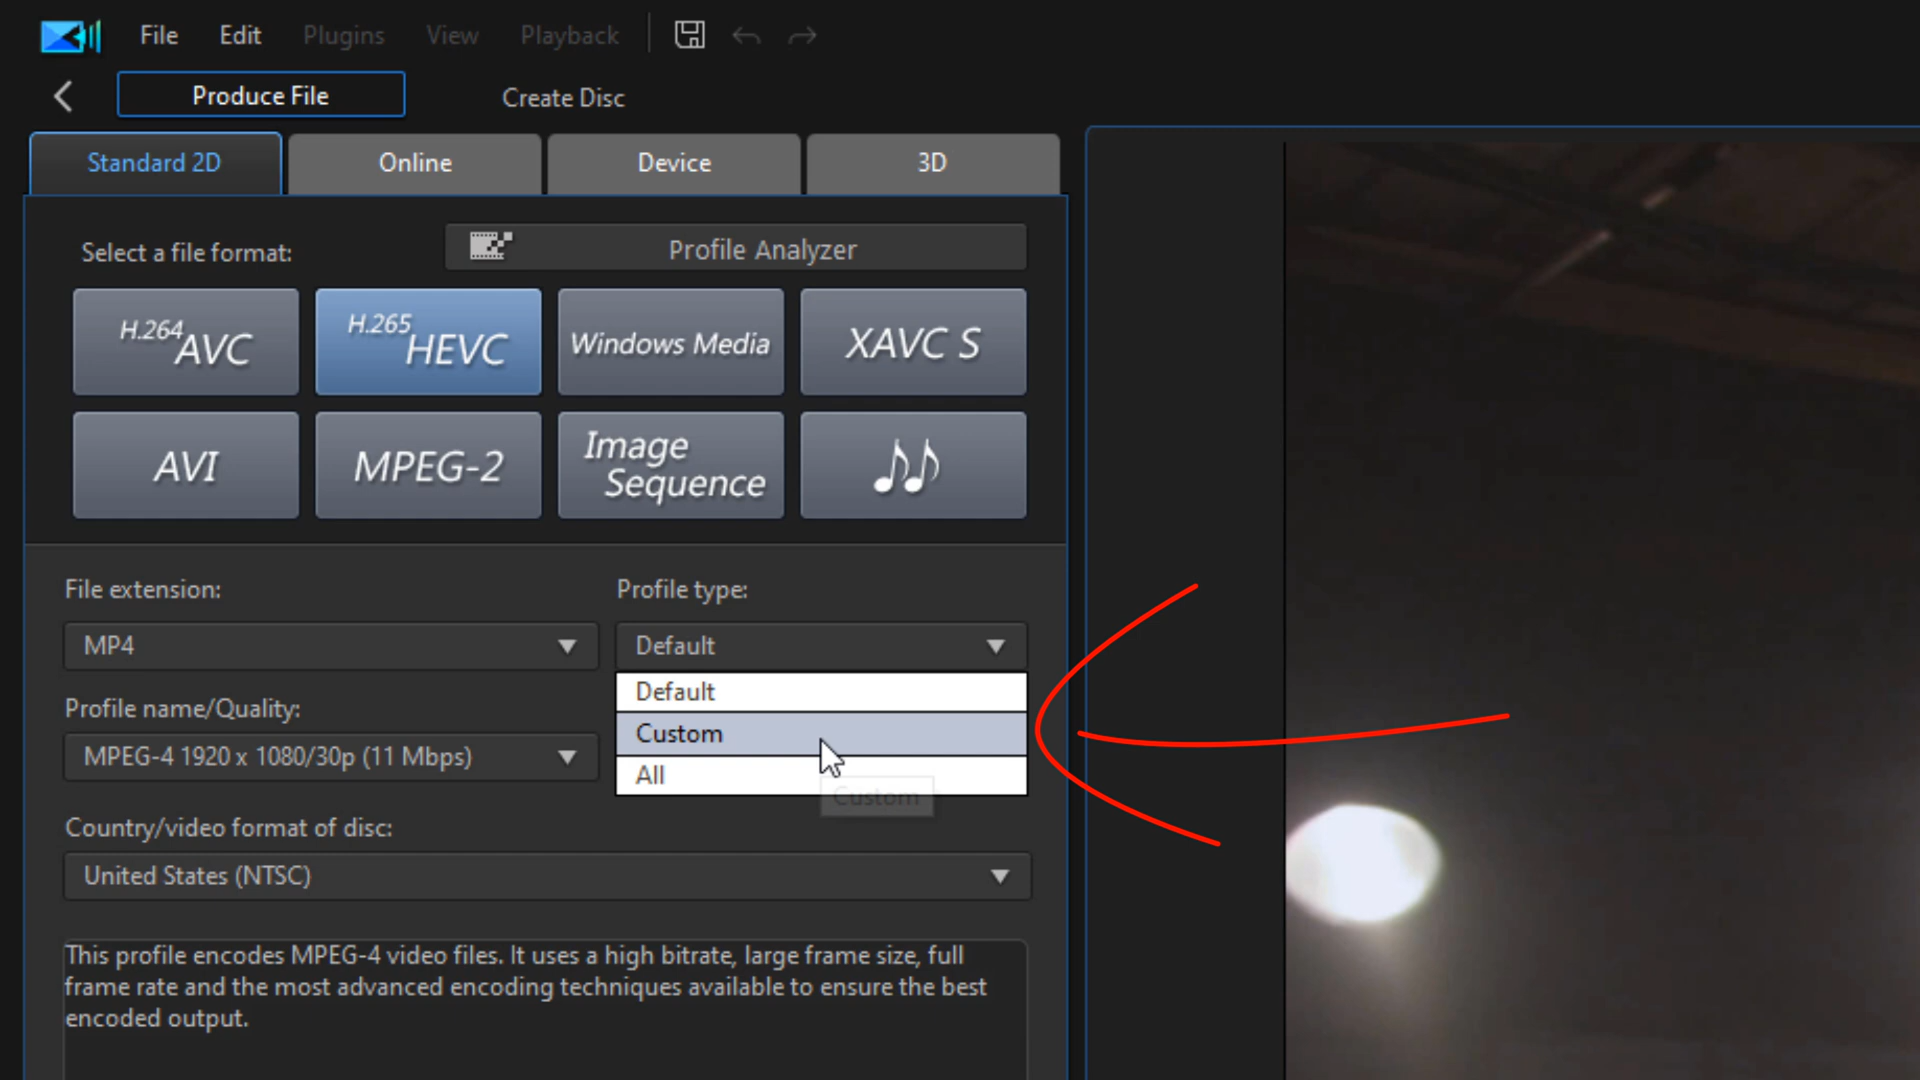 File Edit Plugins View Playback
Produce File Create Disc
Standard 2D Online Device 3D
Select a file format: Profile Analyzer
H.264 AVC H.265 HEVC Windows Media XAVC S
AVI MPEG-2 Image Sequence
File extension: Profile type:
MP4 Default
Default
Profile name/Quality:
Custom
MPEG-4 1920 x 1080/30p (11 Mbps)
All
Custom
Country/video format of disc:
United States (NTSC)
This profile encodes MPEG-4 video files. It uses a high bitrate, large frame size, full
frame rate and the most advanced encoding techniques available to ensure the best
encoded output.